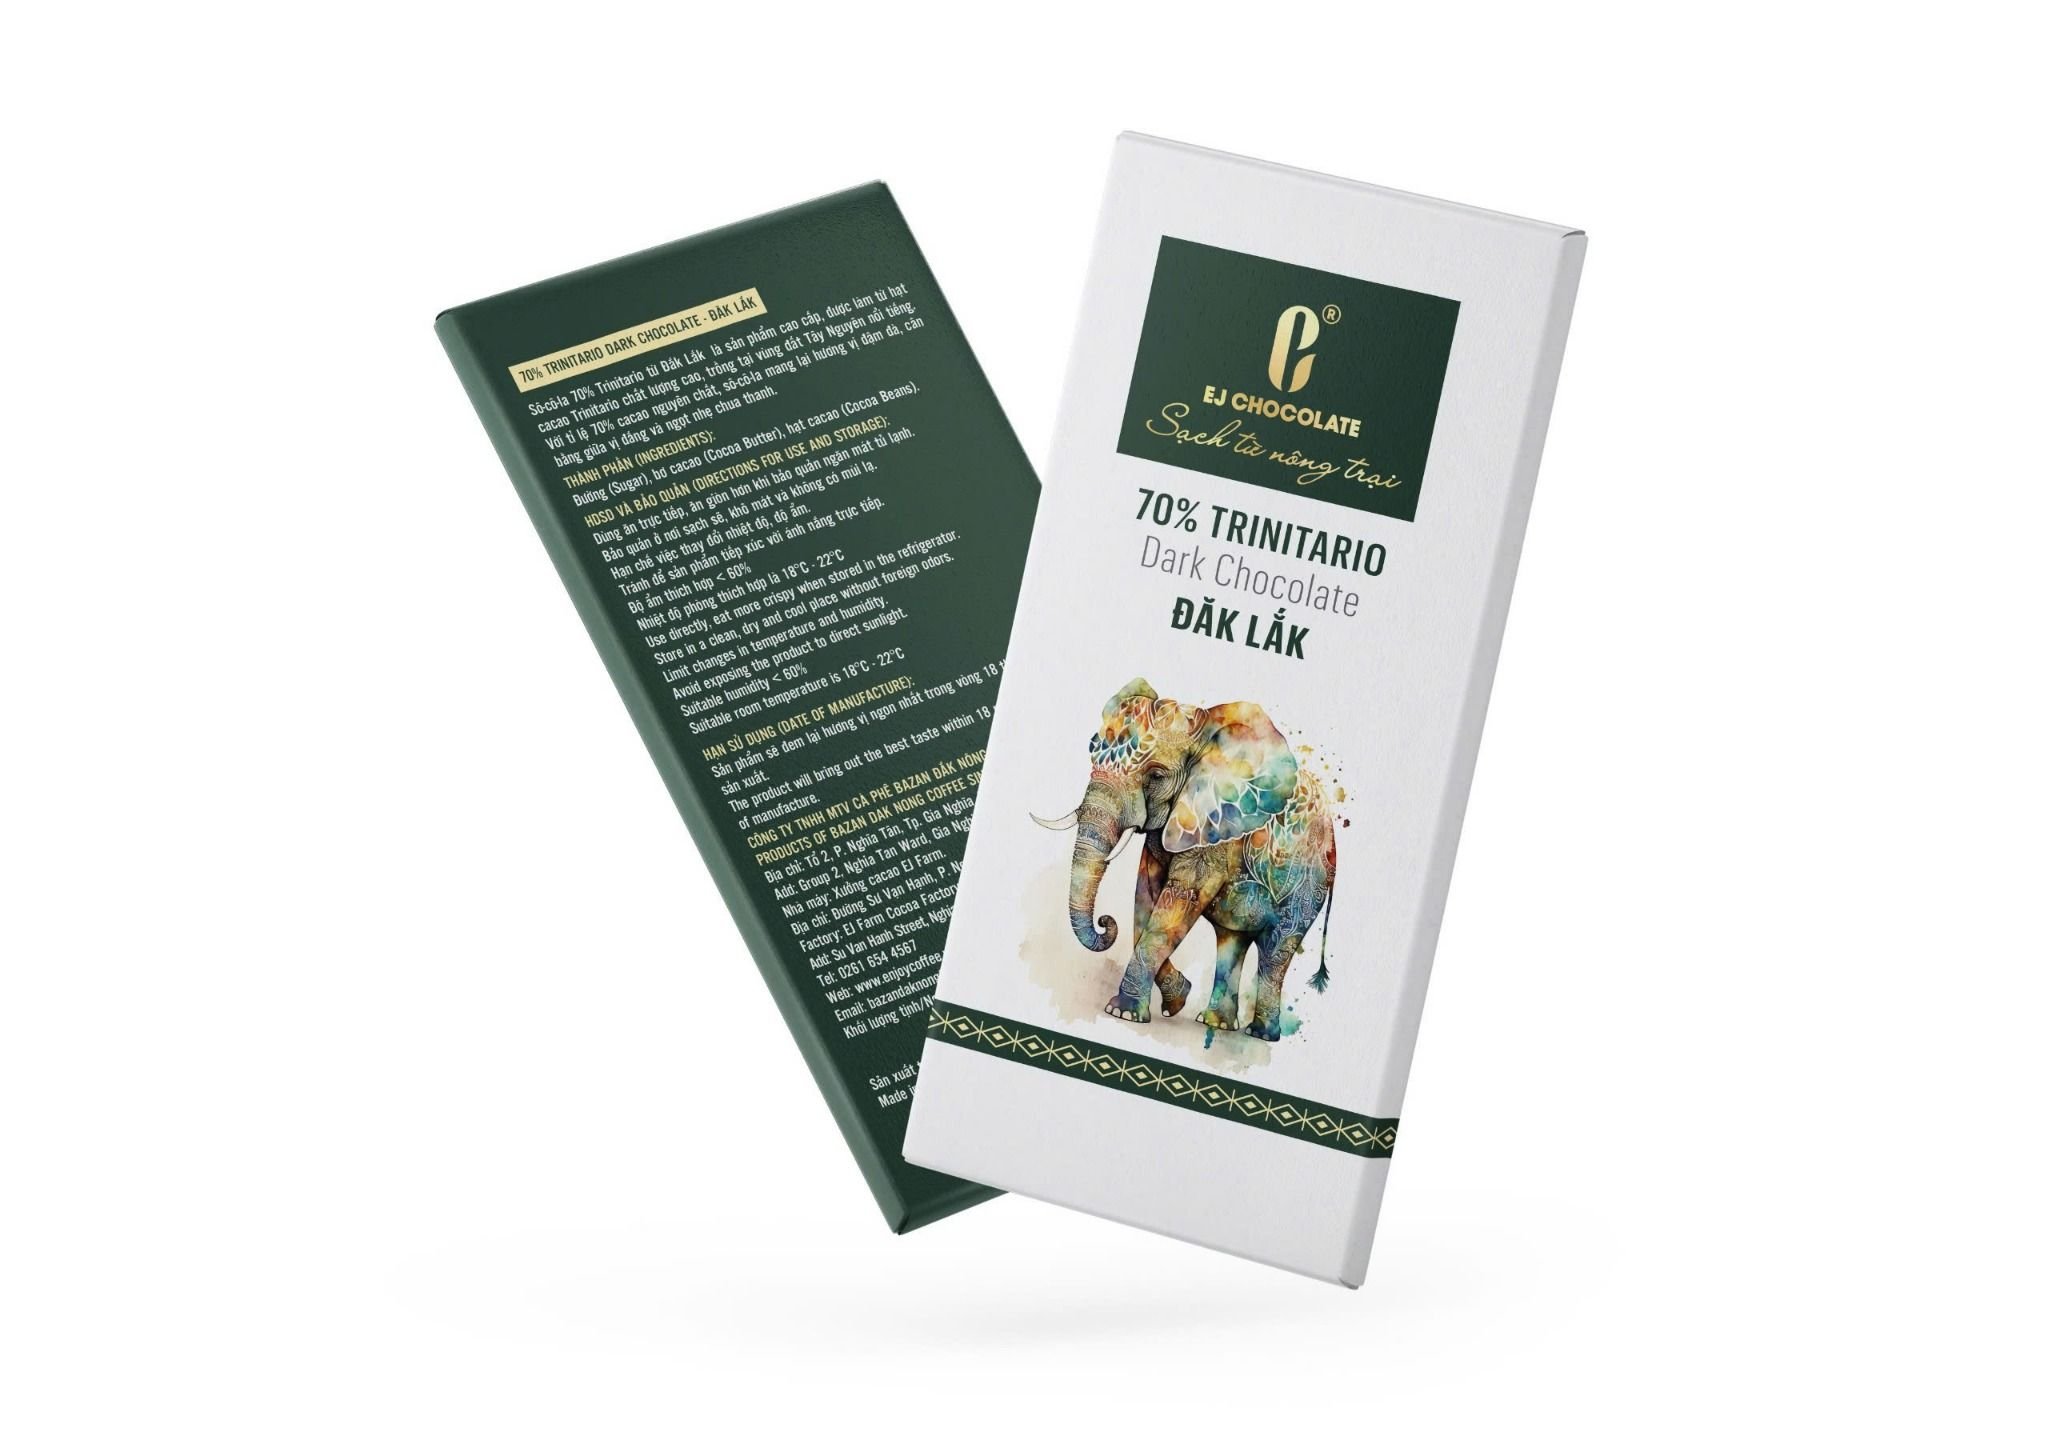 70% TRINITARIO DARK CHOCOLATE - ĐĂK LẮK
Sô-cô-la 70% Trinitario từ Đăk Lắk là sản phẩm cao cấp, được làm từ hạt
cacao Trinitario chất lượng cao, trồng tại vùng đất Tây Nguyên nổi tiếng.
Với tỉ lệ 70% cacao nguyên chất, sô-cô-la mang lại hương vị đậm đà, cân
bằng giữa vị đắng và ngọt nhẹ chua thanh.
THÀNH PHẦN (INGREDIENTS):
Đường (Sugar), bơ cacao (Cocoa Butter), hạt cacao (Cocoa Beans).
HDSD VÀ BẢO QUẢN (DIRECTIONS FOR USE AND STORAGE):
Dùng ăn trực tiếp, ăn giòn hơn khi bảo quản ngăn mát tủ lạnh.
Bảo quản ở nơi sạch sẽ, khô mát và không có mùi lạ.
Hạn chế việc thay đổi nhiệt độ, độ ẩm.
Tránh để sản phẩm tiếp xúc với ánh nắng trực tiếp.
Độ ẩm thích hợp < 60%
Nhiệt độ phòng thích hợp là 18°C - 22°C
Use directly, eat more crispy when stored in the refrigerator.
Store in a clean, dry and cool place without foreign odors.
Limit changes in temperature and humidity.
Avoid exposing the product to direct sunlight.
Suitable humidity < 60%
Suitable room temperature is 18°C - 22°C
HẠN SỬ DỤNG (DATE OF MANUFACTURE):
Sản phẩm sẽ đem lại hương vị ngon nhất trong vòng 18
sản xuất.
The product will bring out the best taste within 18
of manufacture.
CÔNG TY TNHH MTV CÀ PHÊ BAZAN ĐẮK NÔNG
PRODUCTS OF BAZAN DAK NONG COFFEE
Địa chỉ: Tổ 2, P. Nghĩa Tân, Tp. Gia Nghĩa
Add: Group 2, Nghia Tan Ward, Gia
Nhà máy: Xưởng cacao EJ Farm.
Địa chỉ: Đường Sư Vạn Hạnh, P.
Factory: EJ Farm Cocoa
Add: Su Van Hanh Street,
Tel: 0261 654 4567
Web: www.enjoycoffee.
Email: bazandaknong
Khối lượng tịnh/
Sản xuất
Made
EJ CHOCOLATE
®
Sạch từ nông trại
70% TRINITARIO
Dark Chocolate
ĐĂK LẮK